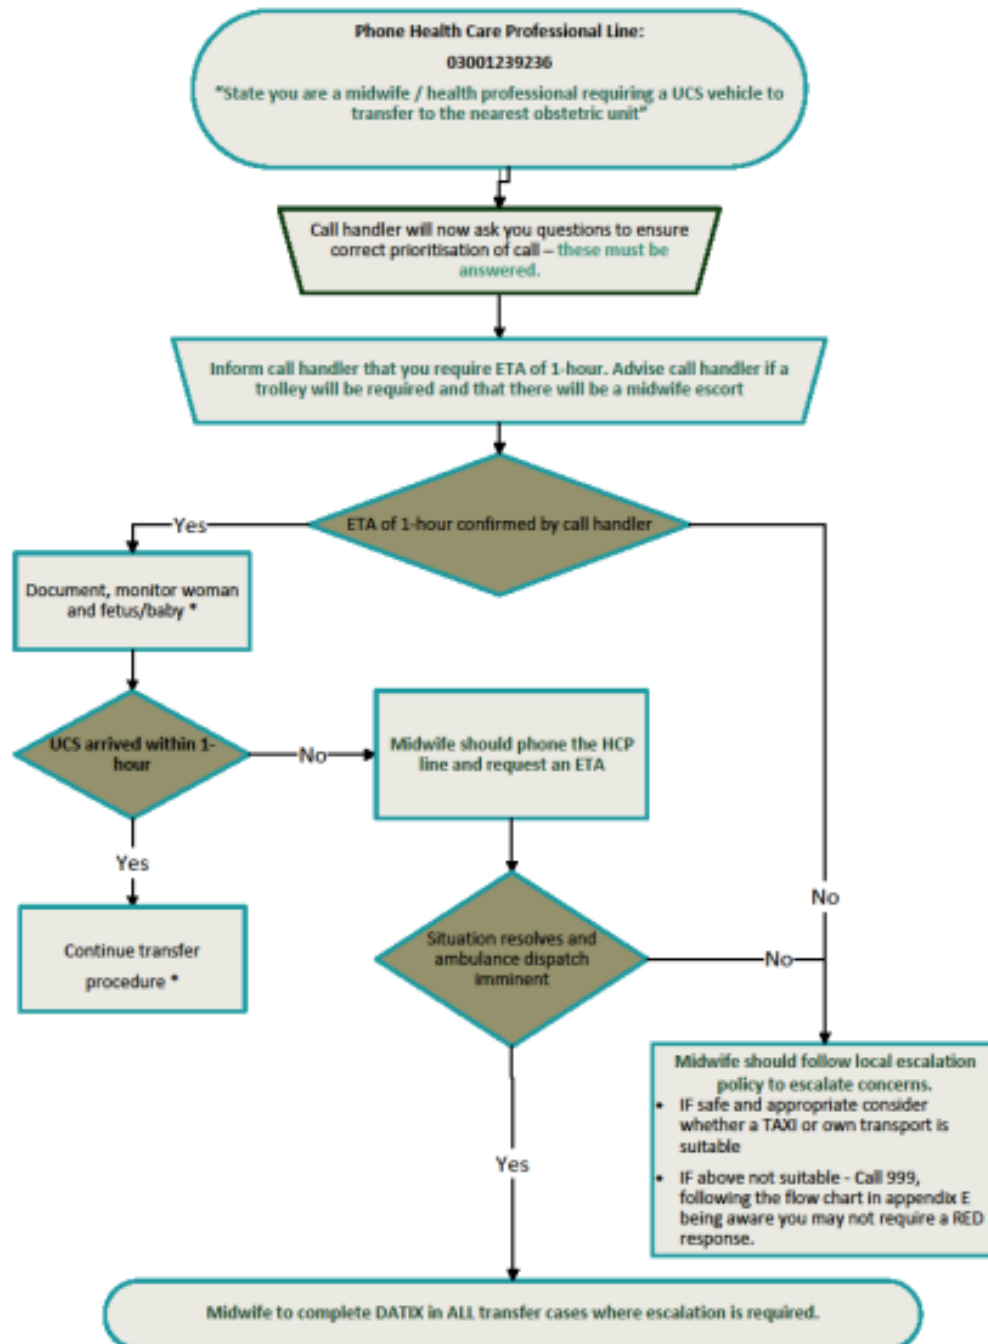 Phone Health Care Professional Line:
03001239236
“State you are a midwife / health professional requiring a UCS vehicle to
transfer to the nearest obstetric unit”
Call handler will now ask you questions to ensure
correct prioritisation of call – these must be
answered.
Inform call handler that you require ETA of 1-hour. Advise call handler if a
trolley will be required and that there will be a midwife escort
ETA of 1-hour confirmed by call handler
Yes
Document, monitor woman
and fetus/baby *
UCS arrived within 1-
hour
No
Midwife should phone the HCP
line and request an ETA
Yes
No
Continue transfer
procedure *
Situation resolves and
ambulance dispatch
imminent
No
Midwife should follow local escalation
policy to escalate concerns.
• IF safe and appropriate consider
whether a TAXI or own transport is
suitable
• IF above not suitable - Call 999,
following the flow chart in appendix E
being aware you may not require a RED
response.
Yes
Midwife to complete DATIX in ALL transfer cases where escalation is required.